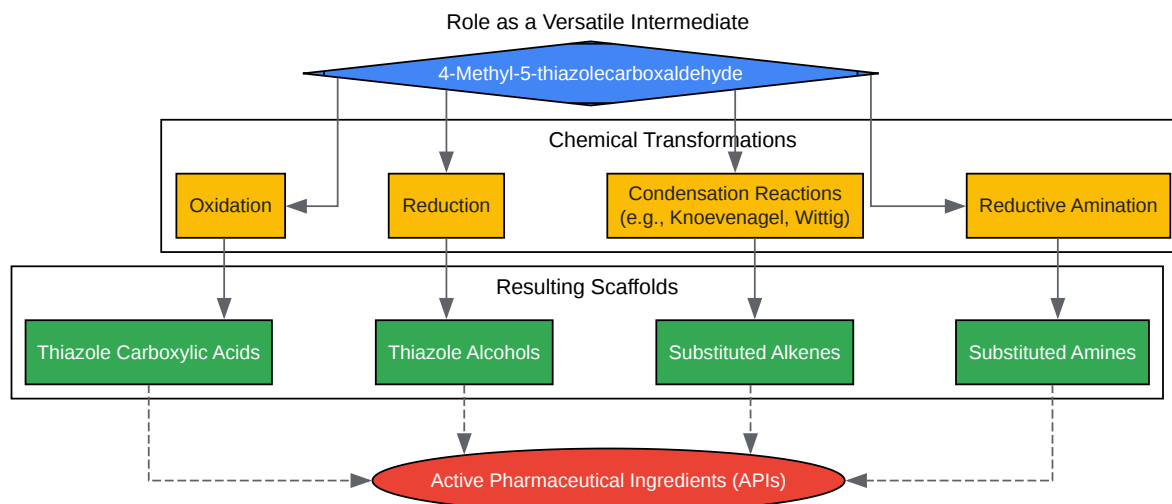 Role as a Versatile Intermediate
4-Methyl-5-thiazolecarboxaldehyde
Chemical Transformations
Oxidation
Reduction
Condensation Reactions
(e.g., Knoevenagel, Wittig)
Reductive Amination
Resulting Scaffolds
Thiazole Carboxylic Acids
Thiazole Alcohols
Substituted Alkenes
Substituted Amines
Active Pharmaceutical Ingredients (APIs)